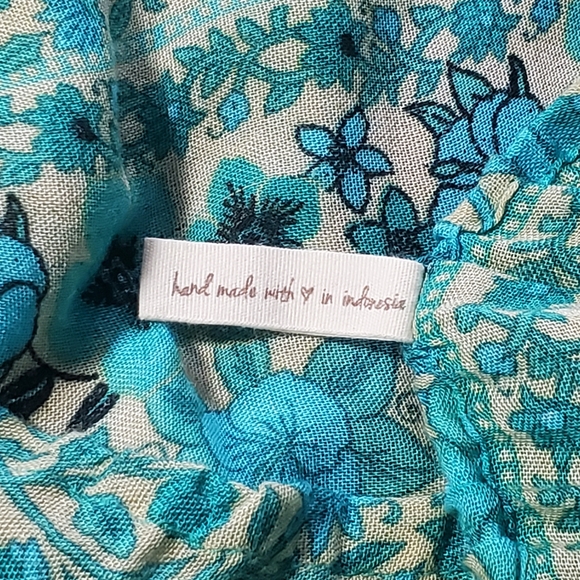 hand made with ♡ in indonesia